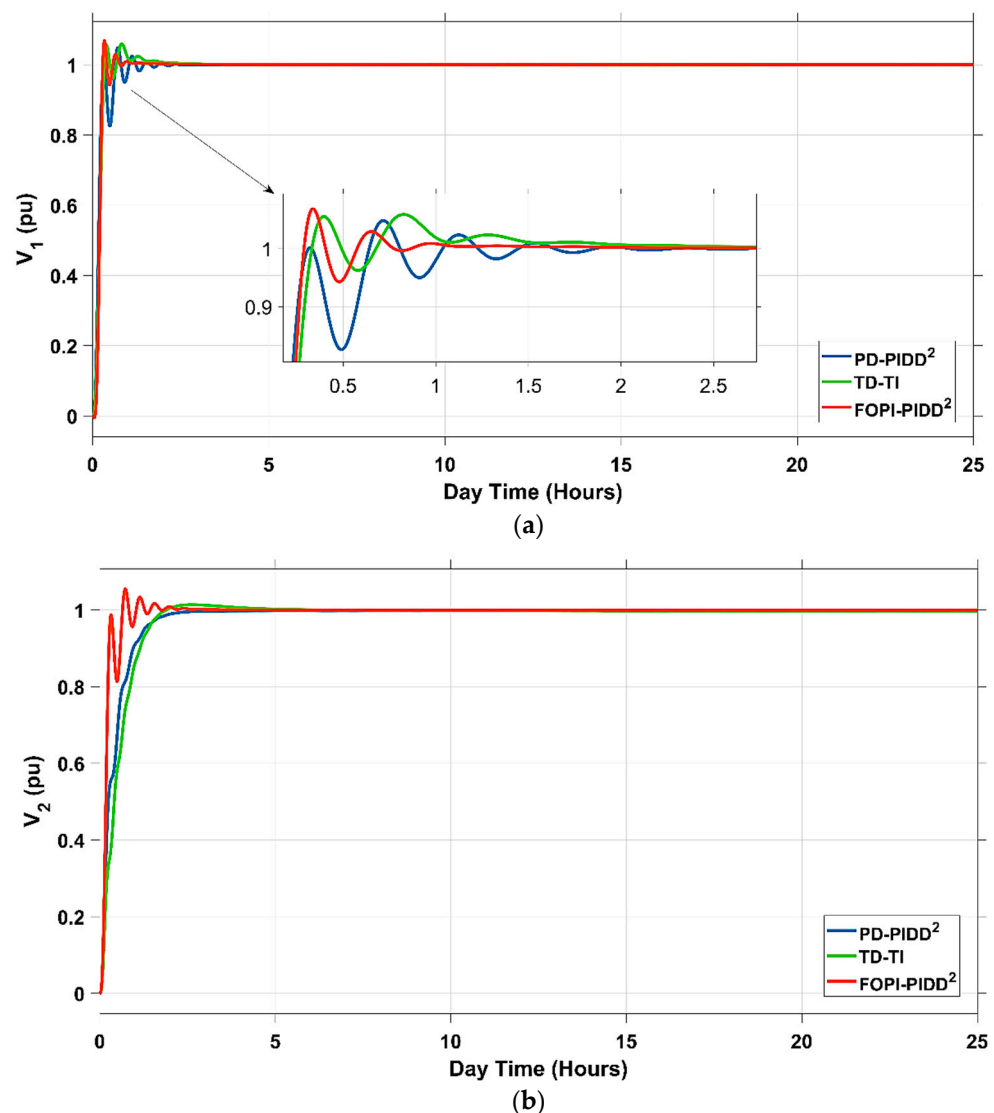 1
0.8
0.6
0.4
0.2
0
V1 (pu)
1
0.9
0.5 1 1.5 2 2.5
PD-PIDD2
TD-TI
FOPI-PIDD2
0 5 10 15 20 25
Day Time (Hours)
(a)
1
0.8
0.6
0.4
0.2
0
V2 (pu)
PD-PIDD2
TD-TI
FOPI-PIDD2
0 5 10 15 20 25
Day Time (Hours)
(b)